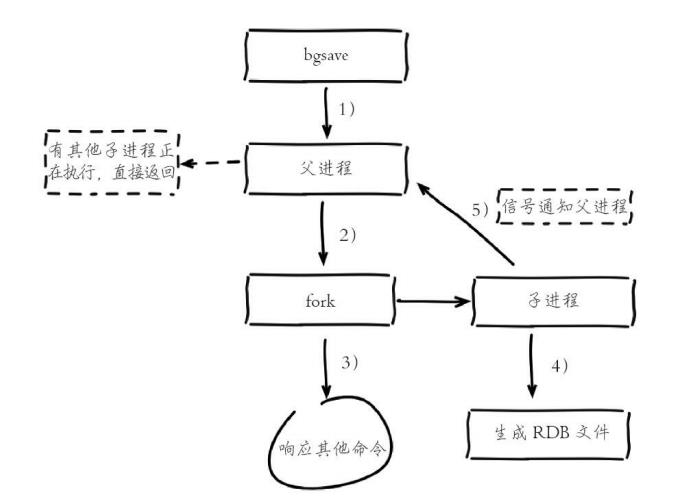 bgsave
1)
有其他子进程正
在执行，直接返回
父进程
5)
信号通知父进程
2)
fork
子进程
3)
4)
响应其他命令
生成 RDB 文件